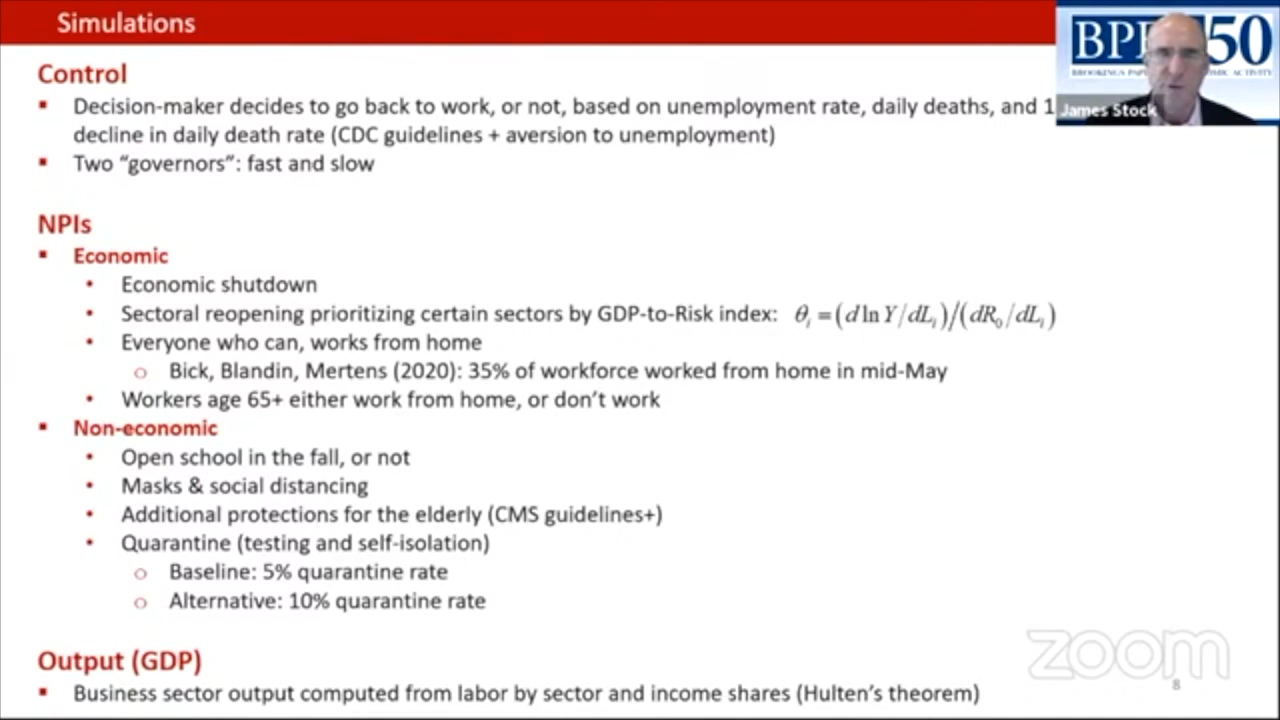 Simulations
BPE 50
James Stock
Control
▪ Decision-maker decides to go back to work, or not, based on unemployment rate, daily deaths, and 1
decline in daily death rate (CDC guidelines + aversion to unemployment)
▪ Two “governors”: fast and slow
NPIs
▪ Economic
• Economic shutdown
• Sectoral reopening prioritizing certain sectors by GDP-to-Risk index: θᵢ = (d ln Y/dLᵢ)/(dR₀/dLᵢ)
• Everyone who can, works from home
o Bick, Blandin, Mertens (2020): 35% of workforce worked from home in mid-May
• Workers age 65+ either work from home, or don’t work
▪ Non-economic
• Open school in the fall, or not
• Masks & social distancing
• Additional protections for the elderly (CMS guidelines+)
• Quarantine (testing and self-isolation)
o Baseline: 5% quarantine rate
o Alternative: 10% quarantine rate
Output (GDP)
▪ Business sector output computed from labor by sector and income shares (Hulten’s theorem)
zoom
8